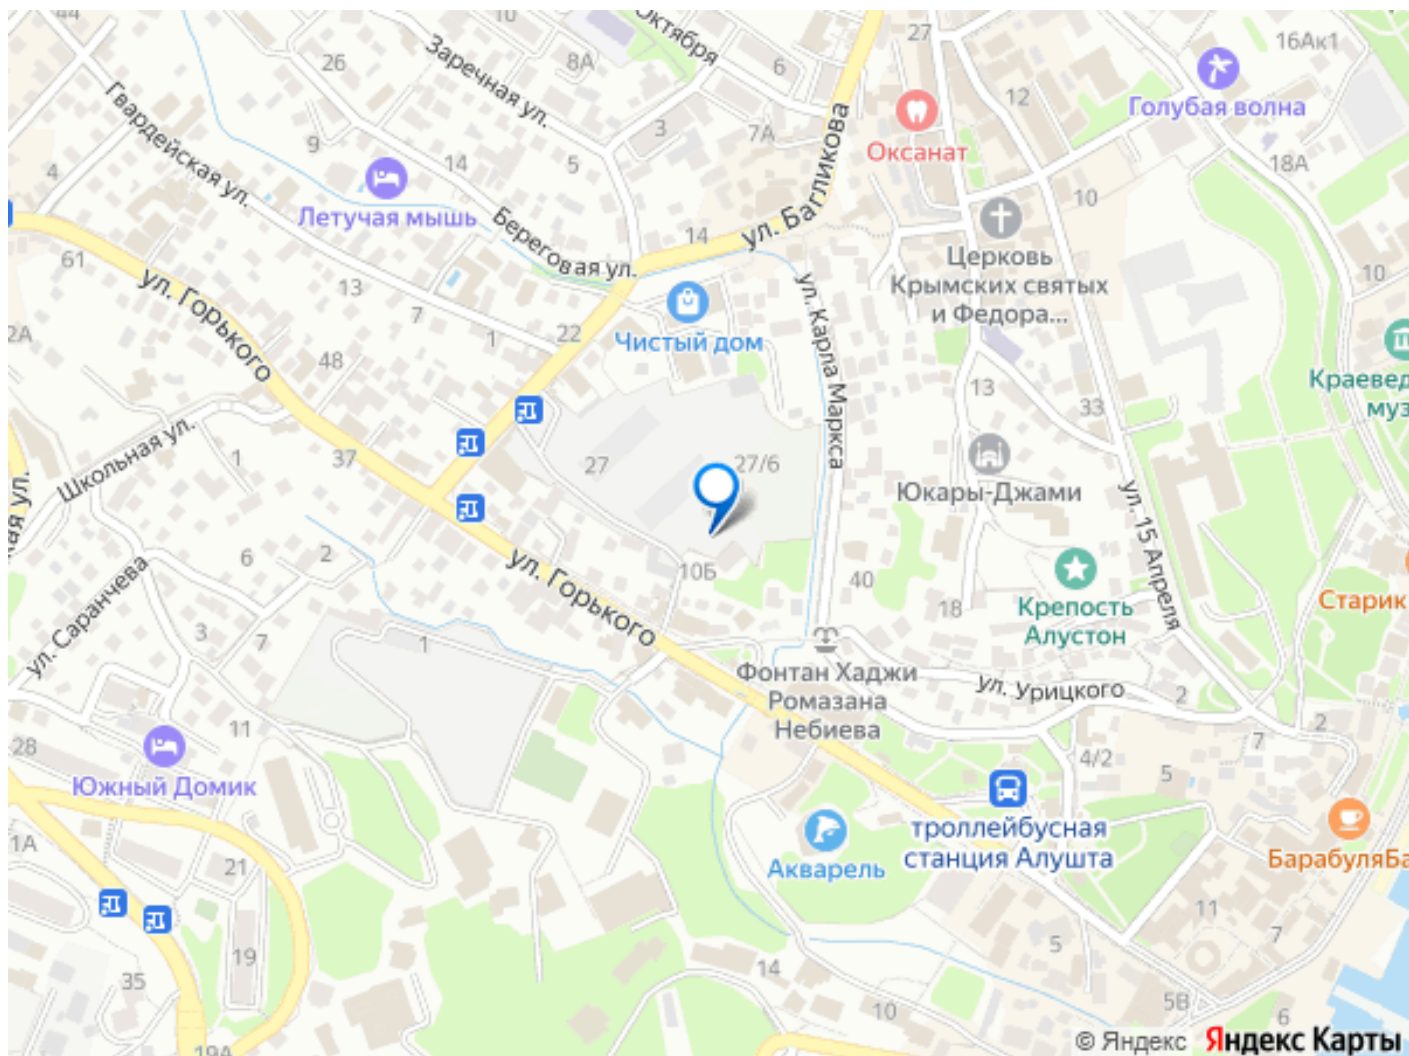 44
10
Октября
27
16Ак1
Заречная ул.
8А
6
26
12
Голубая волна
Гвардейская ул.
9
3
7А
Оксанат
ул. Багликова
18А
4
14
5
10
Летучая мышь
Береговая ул.
14
Церковь
Крымских святых
и Федора...
61
ул. Горького
13
7
1
22
10
ул. Карла Маркса
2А
48
Чистый дом
Краевед
муз
13
33
Школьная ул.
1
37
27
27/6
Юкары-Джами
ул. 15 Апреля
кая ул.
6
2
ул. Горького
10Б
40
18
Крепость
Алустон
Старик
ул. Саранчева
3
7
1
Фонтан Хаджи
Ромазана
Небиева
ул. Урицкого
2
2
11
28
7
4/2
5
Южный Домик
троллейбусная
станция Алушта
1А
21
Акварель
БарабуляБа
11
7
5
19
14
35
10
5В
6
19А
© Яндекс Яндекс Карты